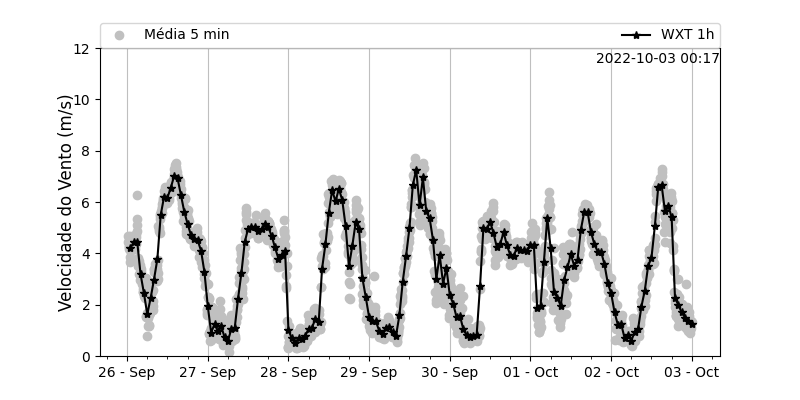 Média 5 min
WXT 1h
2022-10-03 00:17
12
10
8
6
4
2
0
Velocidade do Vento (m/s)
26 - Sep 27 - Sep 28 - Sep 29 - Sep 30 - Sep 01 - Oct 02 - Oct 03 - Oct